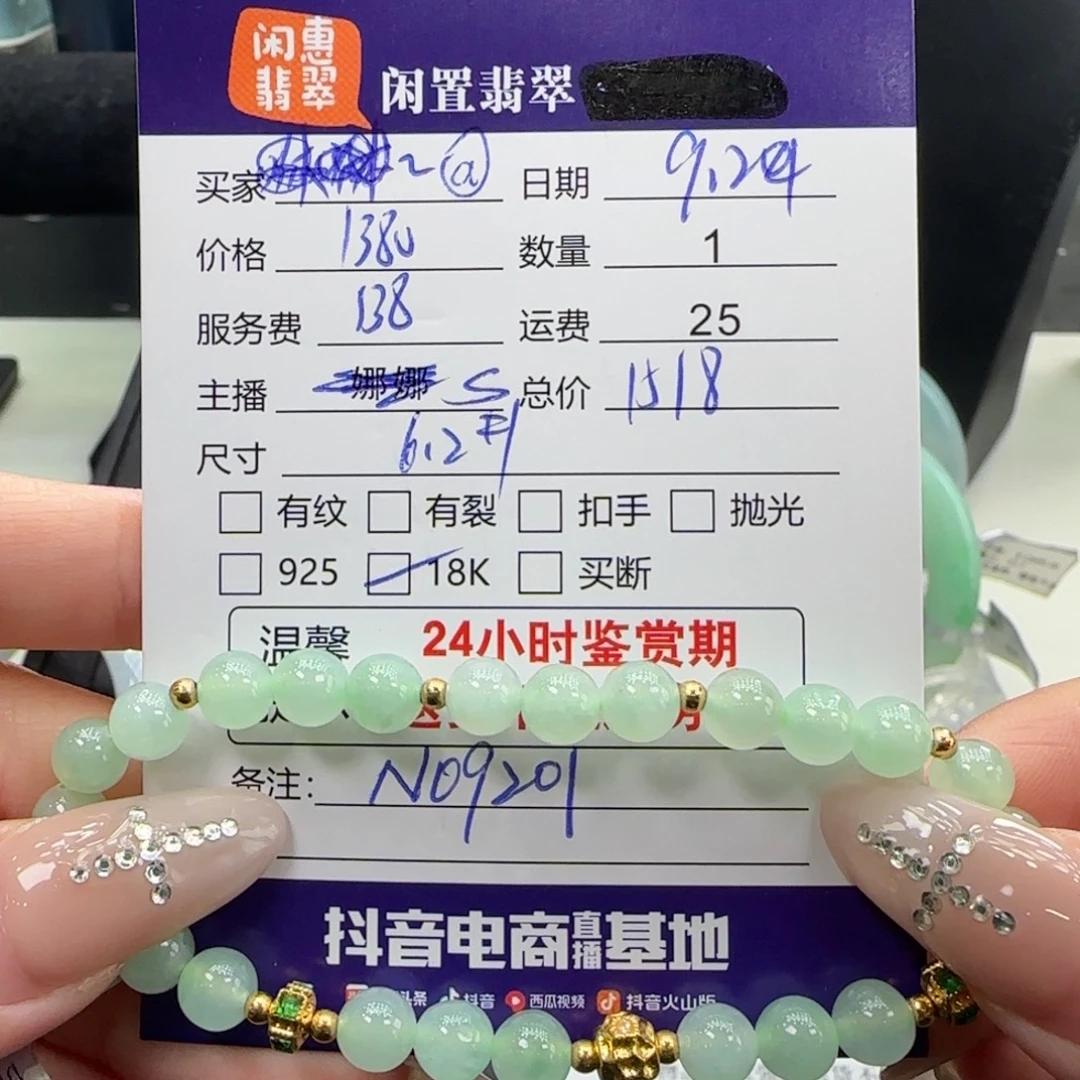 闲惠
翡翠
闲置翡翠
买家 ~@ 日期 9.24
价格 1380 数量 1
服务费 138 运费 25
主播 娜娜 S 总价 1518
尺寸 6.2
□ 有纹 □ 有裂 □ 扣手 □ 抛光
□ 925 □ 18K □ 买断
温馨 24小时鉴赏期
备注: N09201
抖音电商直播基地
头条 抖音 西瓜视频 抖音火山版